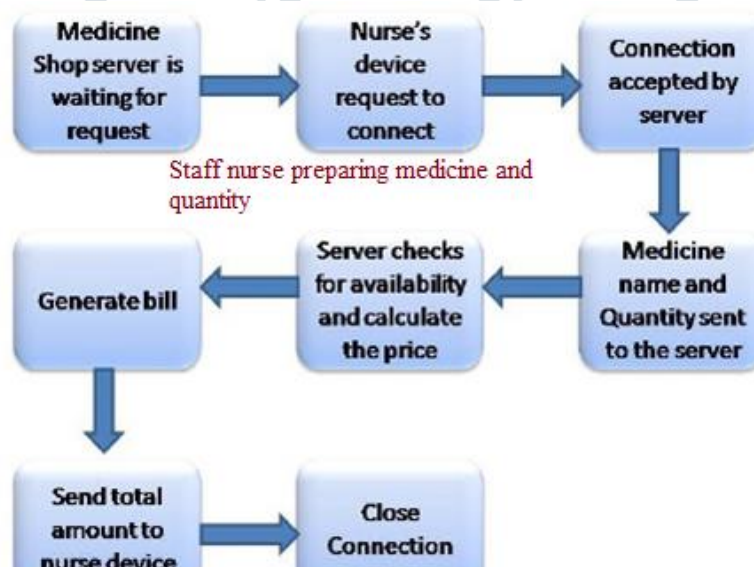 Medicine
Shop server is
waiting for
request
Nurse's
device
request to
connect
Connection
accepted by
server
Staff nurse preparing medicine and
quantity
Medicine
name and
Quantity sent
to the server
Server checks
for availability
and calculate
the price
Generate bill
Send total
amount to
nurse device
Close
Connection